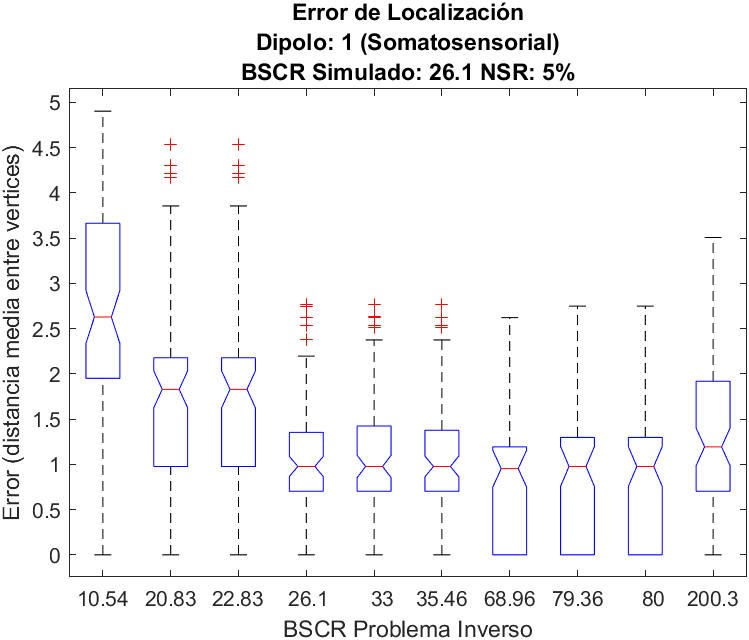 Error de Localización
Dipolo: 1 (Somatosensorial)
BSCR Simulado: 26.1 NSR: 5%
Error (distancia media entre vertices)
5
4.5
4
3.5
3
2.5
2
1.5
1
0.5
0
10.54 20.83 22.83 26.1 33 35.46 68.96 79.36 80 200.3
BSCR Problema Inverso